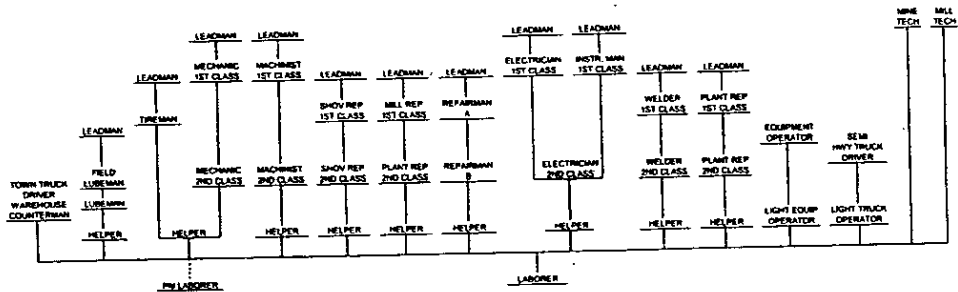 MINE TECH
MILL TECH
LEADMAN LEADMAN
LEADMAN LEADMAN
MECHANIC 1ST CLASS
MACHINIST 1ST CLASS
ELECTRICIAN 1ST CLASS
INSTR. MAN 1ST CLASS
LEADMAN LEADMAN LEADMAN LEADMAN LEADMAN LEADMAN
SHOV REP 1ST CLASS
MILL REP 1ST CLASS
REPAIRMAN A
WELDER 1ST CLASS
PLANT REP 1ST CLASS
TIREMAN
LEADMAN
EQUIPMENT OPERATOR
SEMI HWY TRUCK DRIVER
TOWN TRUCK DRIVER
WAREHOUSE COUNTERMAN
FIELD LUBEMAN
LUBEMAN
MECHANIC 2ND CLASS
MACHINIST 2ND CLASS
SHOV REP 2ND CLASS
PLANT REP 2ND CLASS
REPAIRMAN B
ELECTRICIAN 2ND CLASS
WELDER 2ND CLASS
PLANT REP 2ND CLASS
LIGHT EQUIP OPERATOR
LIGHT TRUCK OPERATOR
HELPER HELPER HELPER HELPER HELPER HELPER HELPER HELPER HELPER
PM LABORER
LABORER